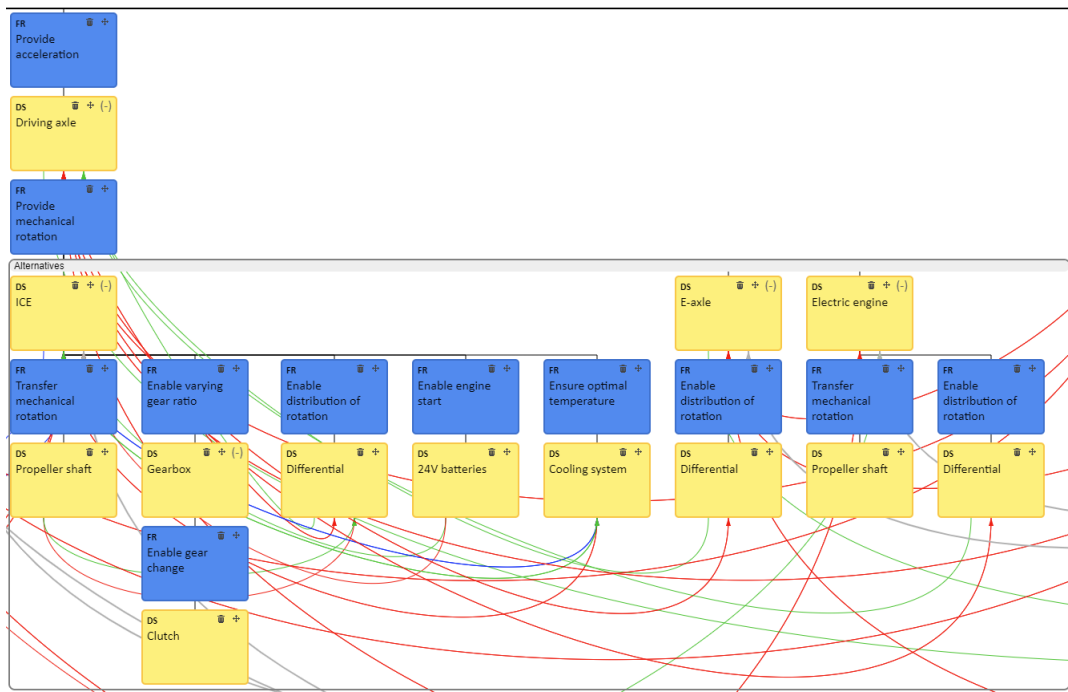 FR
Provide
acceleration
DS (-)
Driving axle
FR
Provide
mechanical
rotation
Alternatives
DS (-)
ICE
DS (-)
E-axle
DS (-)
Electric engine
FR
Transfer
mechanical
rotation
FR
Enable varying
gear ratio
FR
Enable
distribution of
rotation
FR
Enable engine
start
FR
Ensure optimal
temperature
FR
Enable
distribution of
rotation
FR
Transfer
mechanical
rotation
FR
Enable
distribution of
rotation
DS
Propeller shaft
DS (-)
Gearbox
DS
Differential
DS
24V batteries
DS
Cooling system
DS
Differential
DS
Propeller shaft
DS
Differential
FR
Enable gear
change
DS
Clutch